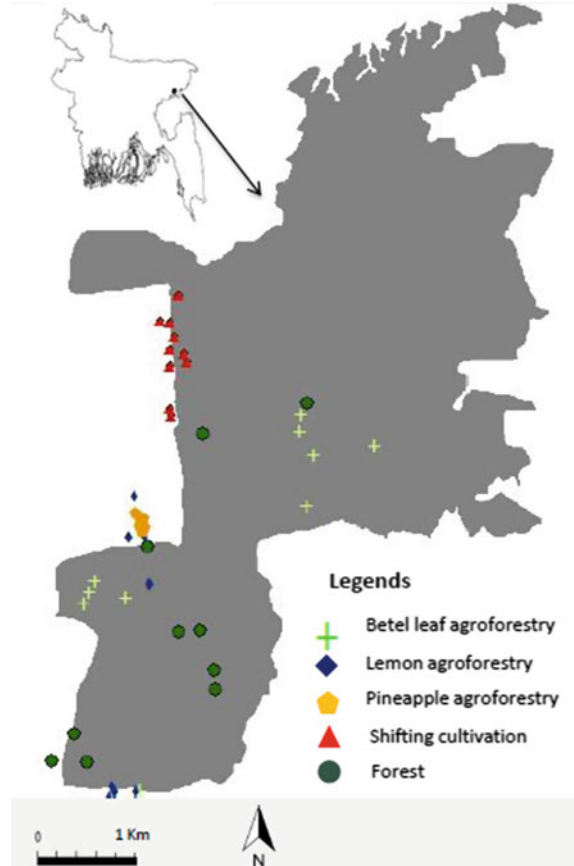 Legends
Betel leaf agroforestry
Lemon agroforestry
Pineapple agroforestry
Shifting cultivation
Forest
0 1 Km
N